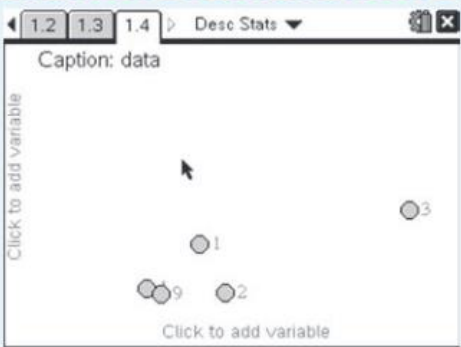 1.2 1.3 1.4 Desc Stats
Caption: data
Click to add variable
3
1
9
2
Click to add variable